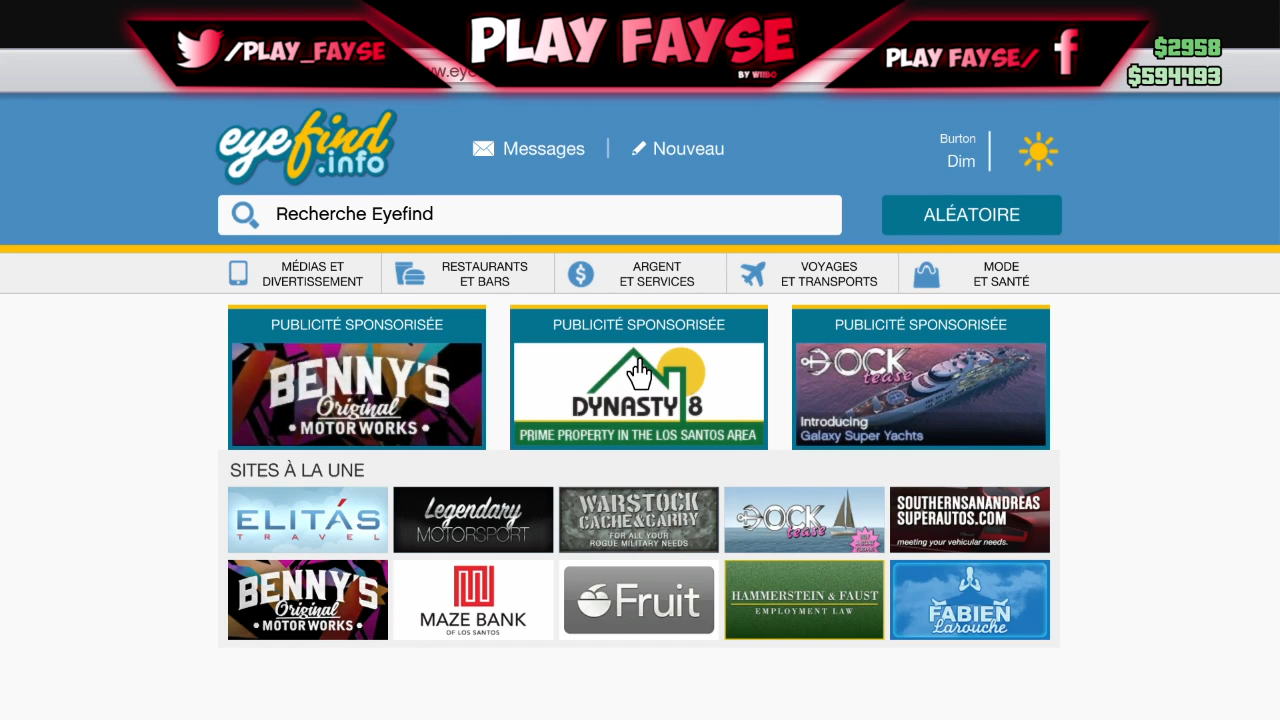 /PLAY_FAYSE
PLAY FAYSE
BY WIIBO
PLAY FAYSE/
$2958
$594493
eyefind
.info
Messages
Nouveau
Burton
Dim
Recherche Eyefind
ALÉATOIRE
MÉDIAS ET
DIVERTISSEMENT
RESTAURANTS
ET BARS
ARGENT
ET SERVICES
VOYAGES
ET TRANSPORTS
MODE
ET SANTÉ
PUBLICITÉ SPONSORISÉE
BENNY'S
Original
• MOTOR WORKS •
PUBLICITÉ SPONSORISÉE
DYNASTY 8
PRIME PROPERTY IN THE LOS SANTOS AREA
PUBLICITÉ SPONSORISÉE
DOCK
tease
Introducing
Galaxy Super Yachts
SITES À LA UNE
ELITÁS
TRAVEL
Legendary
MOTORSPORT
WARSTOCK
CACHE&CARRY
FOR ALL YOUR
ROGUE MILITARY NEEDS
DOCK
tease
SOUTHERNSANANDREAS
SUPERAUTOS.COM
meeting your vehicular needs.
BENNY'S
Original
• MOTOR WORKS •
MAZE BANK
OF LOS SANTOS
Fruit
HAMMERSTEIN & FAUST
EMPLOYMENT LAW
FABIEN
Larouche